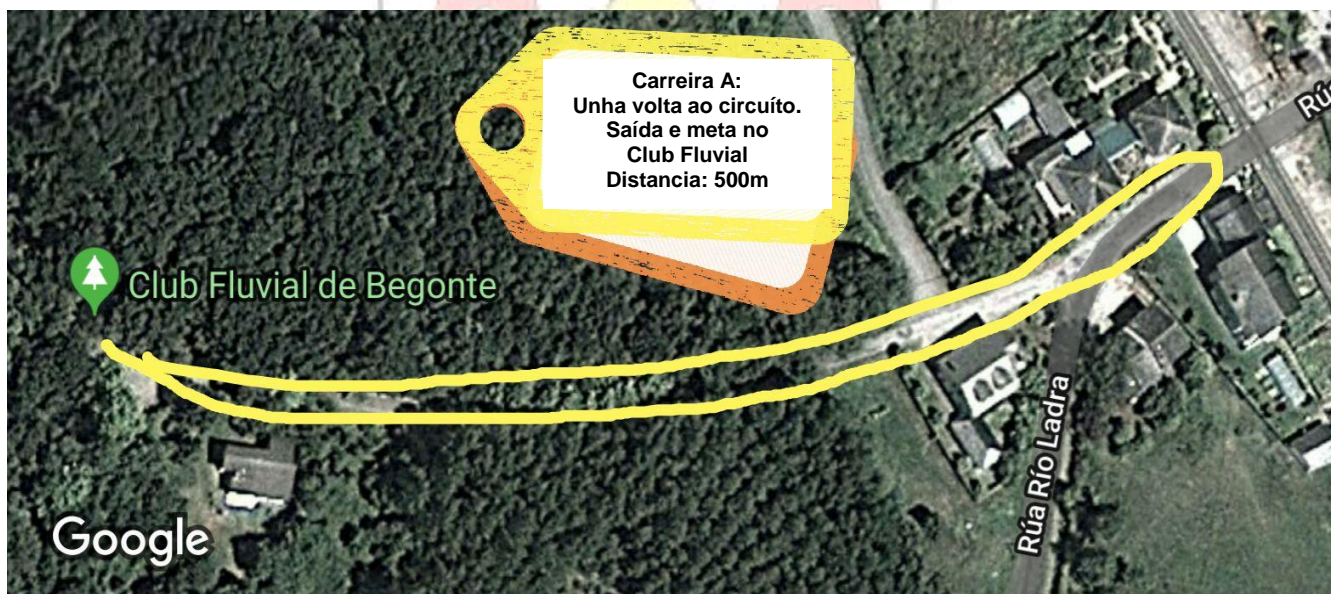 Carreira A:
Unha volta ao circuíto.
Saída e meta no
Club Fluvial
Distancia: 500m
Rú
Club Fluvial de Begonte
Rúa Río Ladra
Google